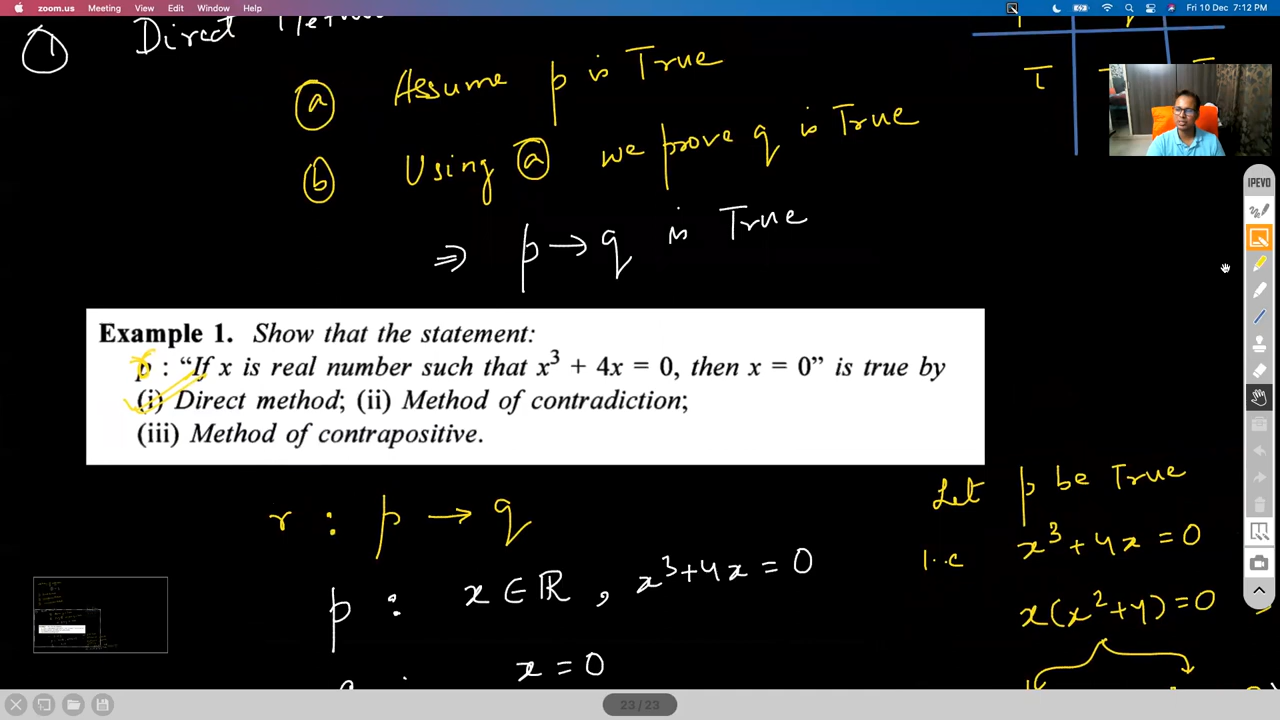 zoom.us Meeting View Edit Window Help Fri 10 Dec 7:12 PM
① Direct
ⓐ Assume p is True
ⓑ Using ⓐ we prove q is True
⇒ p → q is True
T
IPEVO
Example 1. Show that the statement:
p : “If x is real number such that x³ + 4x = 0, then x = 0” is true by
(i) Direct method; (ii) Method of contradiction;
(iii) Method of contrapositive.
r : p → q
p : x ∈ ℝ , x³+4x = 0
x = 0
Let p be True
i.e x³+4x = 0
x(x²+4) = 0
23 / 23